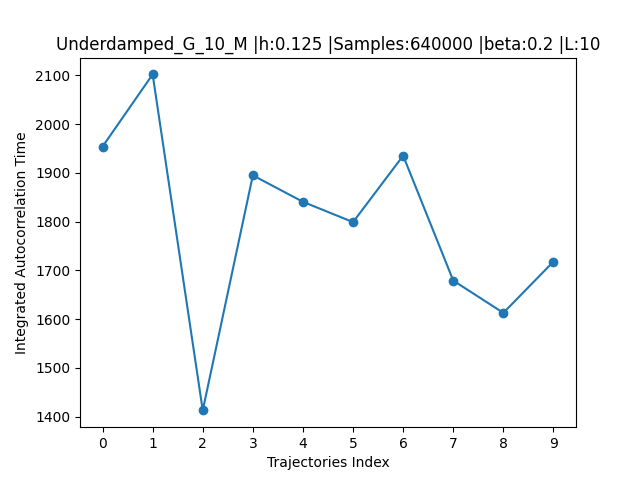 Underdamped_G_10_M |h:0.125 |Samples:640000 |beta:0.2 |L:10
Integrated Autocorrelation Time
2100
2000
1900
1800
1700
1600
1500
1400
0 1 2 3 4 5 6 7 8 9
Trajectories Index